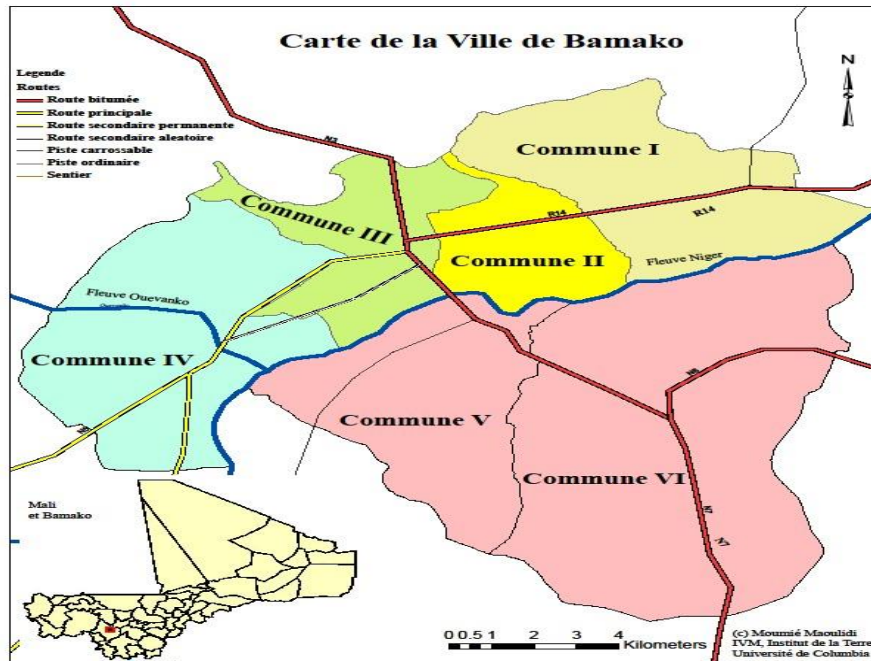 Carte de la Ville de Bamako
Legende
Routes
Route bitumée
Route principale
Route secondaire permanente
Route secondaire aleatoire
Piste carrossable
Piste ordinaire
Sentier
N
N3
Commune I
Commune III
R14
R14
Commune II
Fleuve Niger
Fleuve Ouevanko
Commune IV
Commune V
Commune VI
N7
N7
Mali
et Bamako
0 0.5 1 2 3 4
Kilometers
(c) Moumié Maoulidi
IVM, Institut de la Terre
Université de Columbia